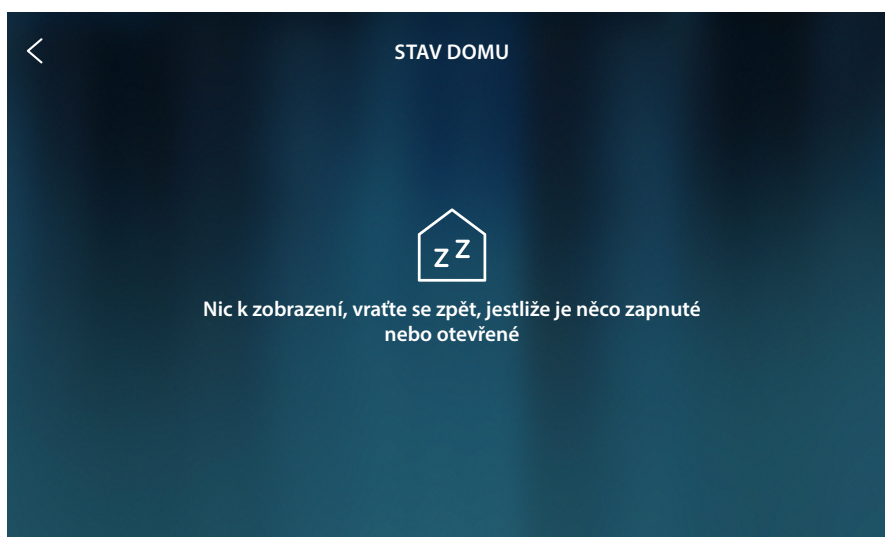 STAV DOMU
z Z
Nic k zobrazení, vraťte se zpět, jestliže je něco zapnuté
nebo otevřené